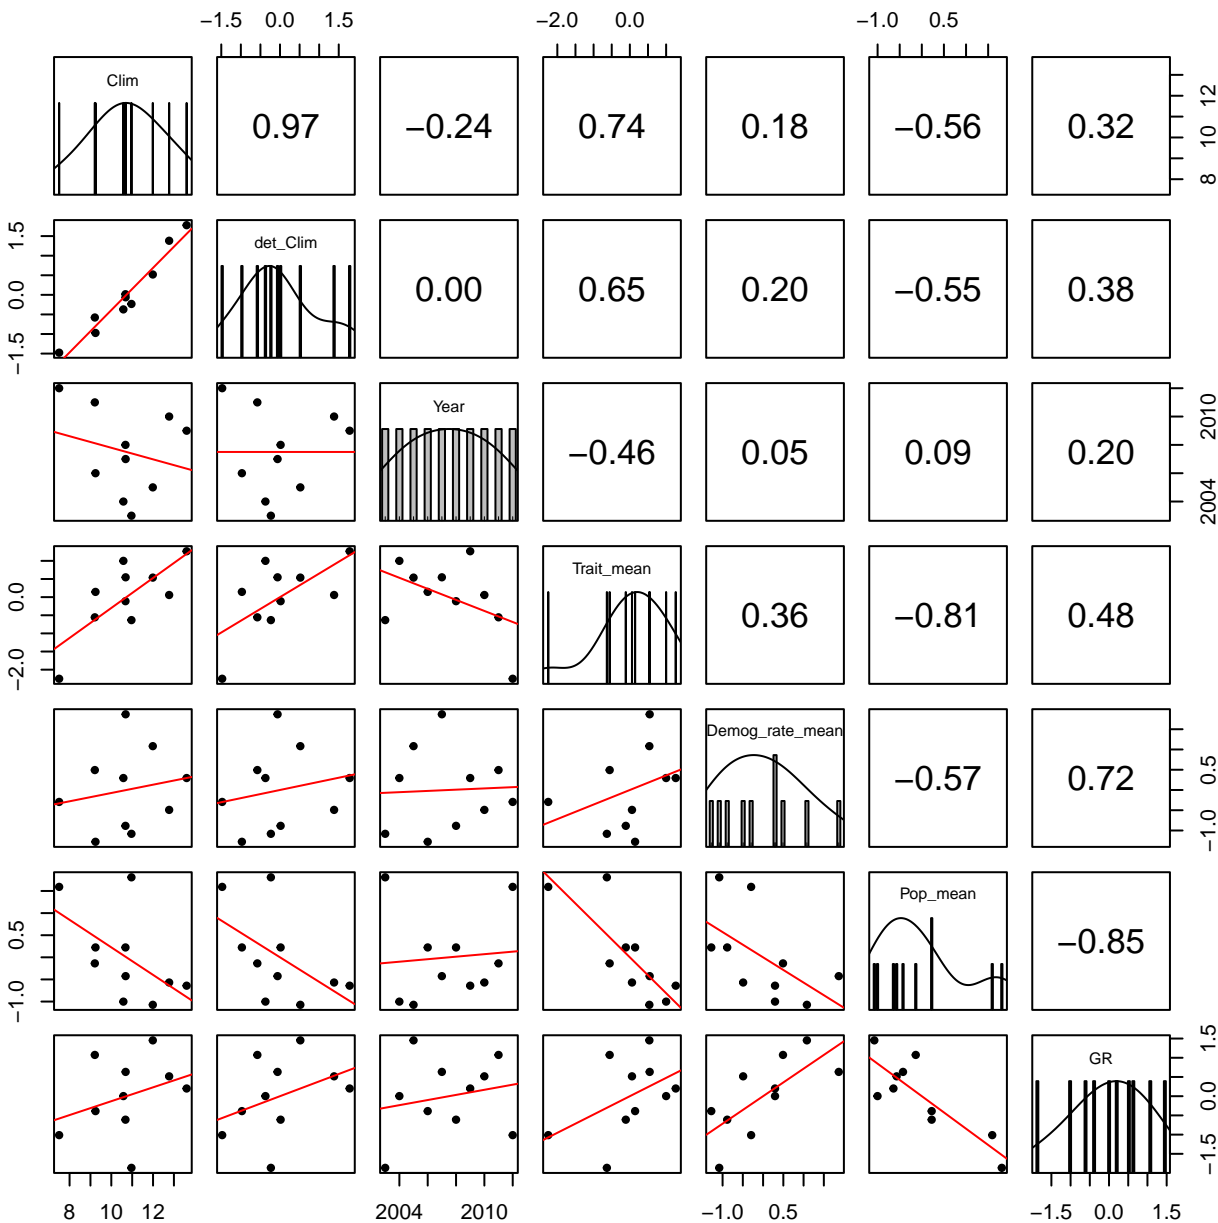 −1.5 0.0 1.5 −2.0 0.0 −1.0 0.5
Clim 0.97 −0.24 0.74 0.18 −0.56 0.32 8 10 12
−1.5 0.0 1.5 det_Clim 0.00 0.65 0.20 −0.55 0.38
Year −0.46 0.05 0.09 0.20 2004 2010
−2.0 0.0 Trait_mean 0.36 −0.81 0.48
Demog_rate_mean −0.57 0.72 −1.0 0.5
−1.0 0.5 Pop_mean −0.85
GR −1.5 0.0 1.5
8 10 12 2004 2010 −1.0 0.5 −1.5 0.0 1.5